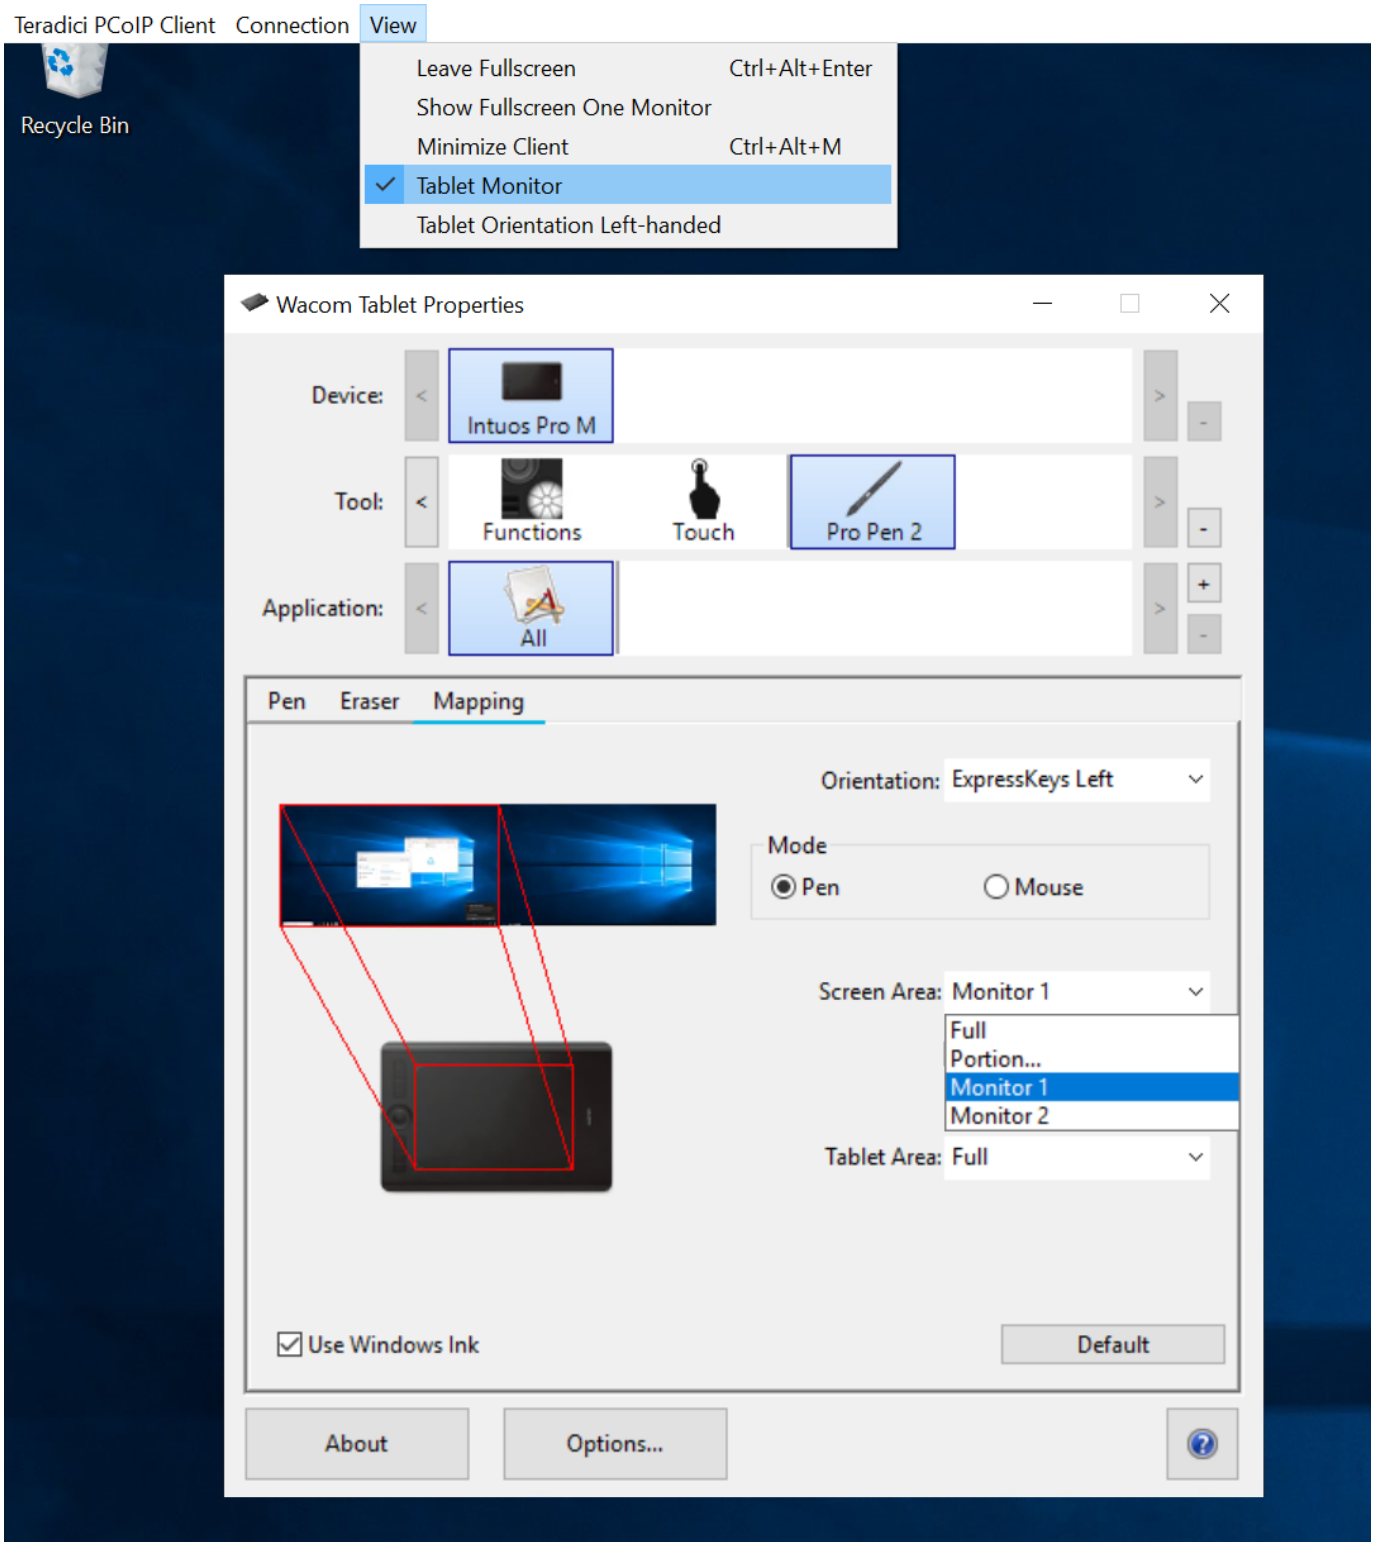 Teradici PCoIP Client Connection View
Leave Fullscreen Ctrl+Alt+Enter
Show Fullscreen One Monitor
Minimize Client Ctrl+Alt+M
Tablet Monitor
Tablet Orientation Left-handed
Recycle Bin
Wacom Tablet Properties
Device: < Intuos Pro M > -
Tool: < Functions Touch Pro Pen 2 > -
Application: < All > + -
Pen Eraser Mapping
Orientation: ExpressKeys Left
Mode
Pen Mouse
Screen Area: Monitor 1
Full
Portion...
Monitor 1
Monitor 2
Tablet Area: Full
Use Windows Ink Default
About Options... ?